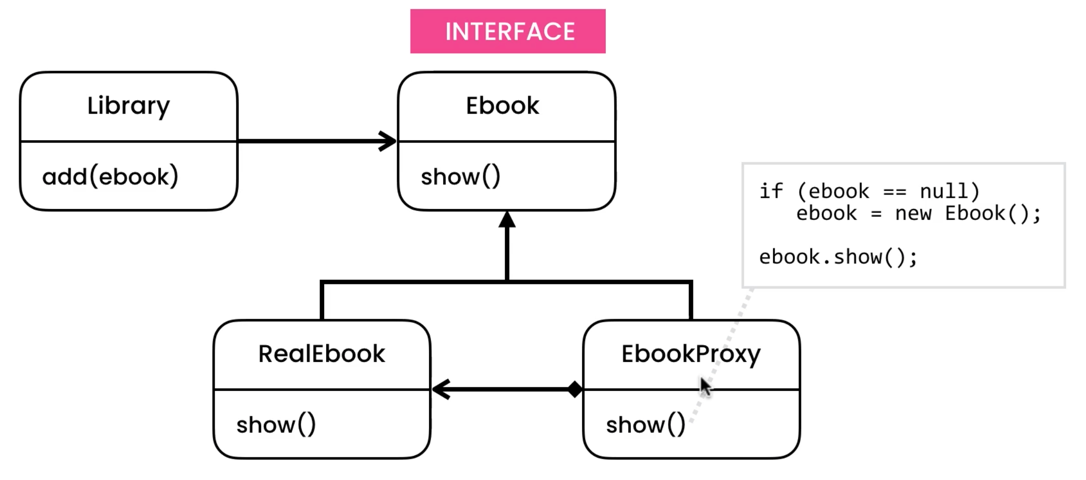 INTERFACE
Library
add(ebook)
Ebook
show()
if (ebook == null)
   ebook = new Ebook();
ebook.show();
RealEbook
show()
EbookProxy
show()